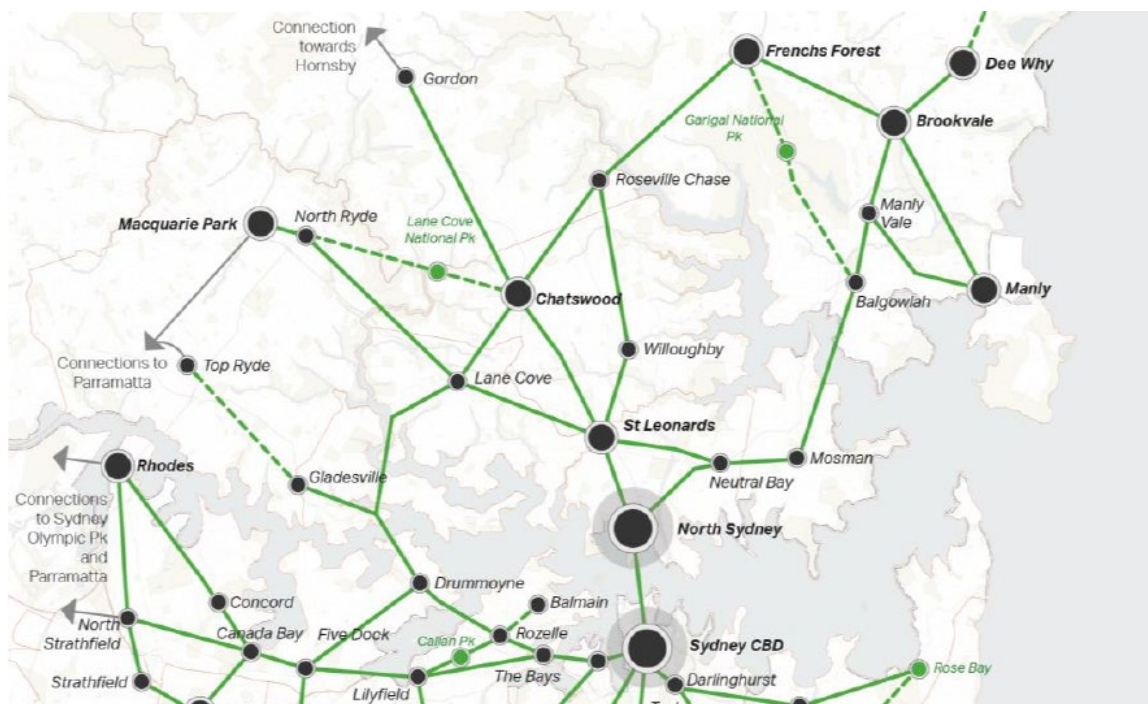 Connection
towards
Hornsby
Gordon
Frenchs Forest
Dee Why
Garigal National
Pk
Brookvale
Roseville Chase
Macquarie Park
North Ryde
Lane Cove
National Pk
Manly
Vale
Chatswood
Manly
Balgowlah
Connections to
Parramatta
Top Ryde
Willoughby
Lane Cove
St Leonards
Rhodes
Gladesville
Mosman
Neutral Bay
Connections
to Sydney
Olympic Pk
and
Parramatta
North Sydney
Drummoyne
Concord
Balmain
North
Strathfield
Canada Bay
Five Dock
Callan Pk
Rozelle
Sydney CBD
Strathfield
Lilyfield
The Bays
Darlinghurst
Rose Bay